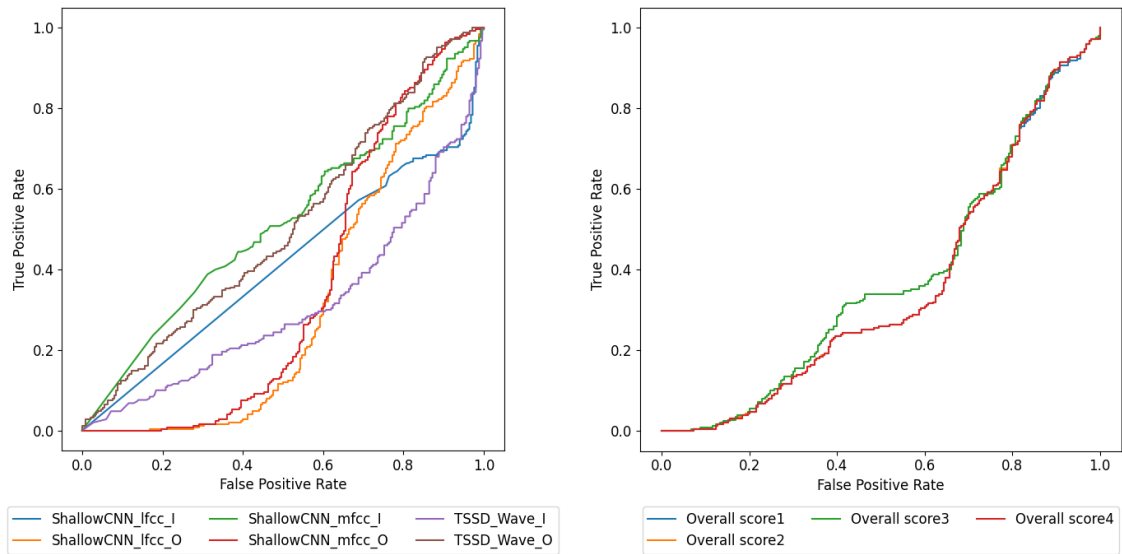 1.0
0.8
0.6
0.4
0.2
0.0
True Positive Rate
0.0 0.2 0.4 0.6 0.8 1.0
False Positive Rate
ShallowCNN_lfcc_I ShallowCNN_mfcc_I TSSD_Wave_I
ShallowCNN_lfcc_O ShallowCNN_mfcc_O TSSD_Wave_O
1.0
0.8
0.6
0.4
0.2
0.0
True Positive Rate
0.0 0.2 0.4 0.6 0.8 1.0
False Positive Rate
Overall score1 Overall score3 Overall score4
Overall score2